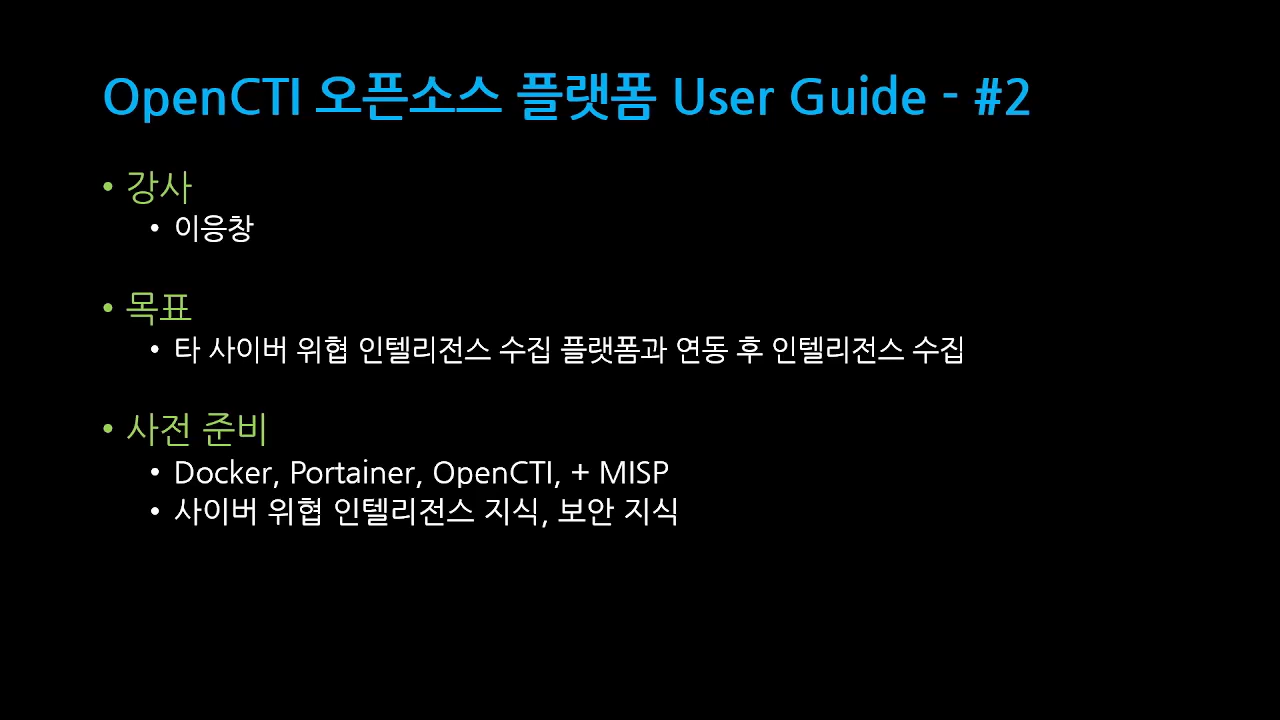 OpenCTI 오픈소스 플랫폼 User Guide - #2
• 강사
• 이응창
• 목표
• 타 사이버 위협 인텔리전스 수집 플랫폼과 연동 후 인텔리전스 수집
• 사전 준비
• Docker, Portainer, OpenCTI, + MISP
• 사이버 위협 인텔리전스 지식, 보안 지식